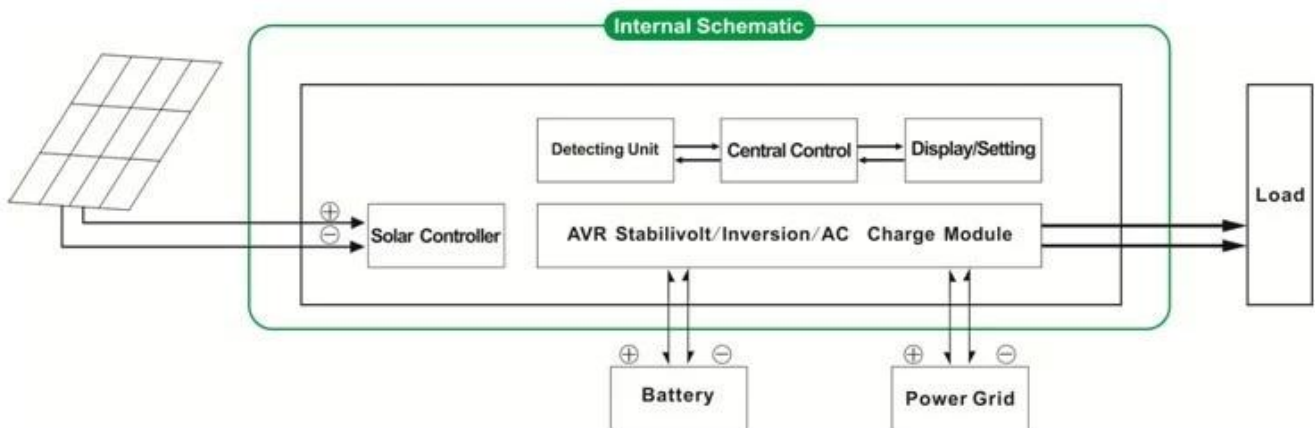 Internal Schematic
Detecting Unit
Central Control
Display/Setting
Load
⊕
⊖
Solar Controller
AVR Stabilivolt/Inversion/AC Charge Module
⊕ ⊖
⊕ ⊖
Battery
Power Grid